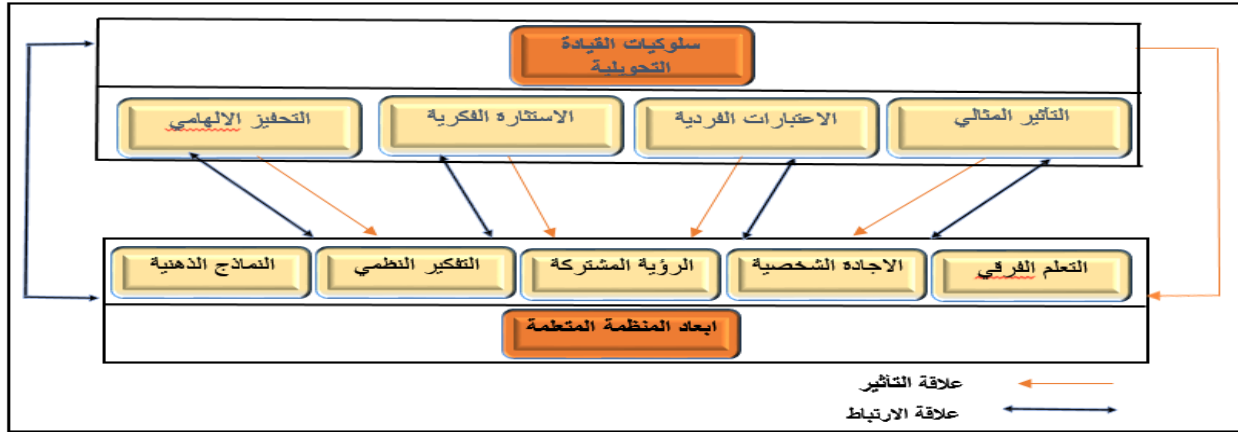 سلوكيات القيادة
التحويلية
التأثير المثالي
الاعتبارات الفردية
الاستثاره الفكرية
التحفيز الالهامي
التعلم الفرقي
الاجاده الشخصية
الرؤية المشتركة
التفكير النظمي
النماذج الذهنية
ابعاد المنظمة المتعلمة
علاقة التأثير
علاقة الارتباط